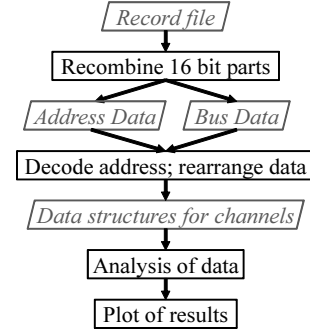 Record file
Recombine 16 bit parts
Address Data
Bus Data
Decode address; rearrange data
Data structures for channels
Analysis of data
Plot of results